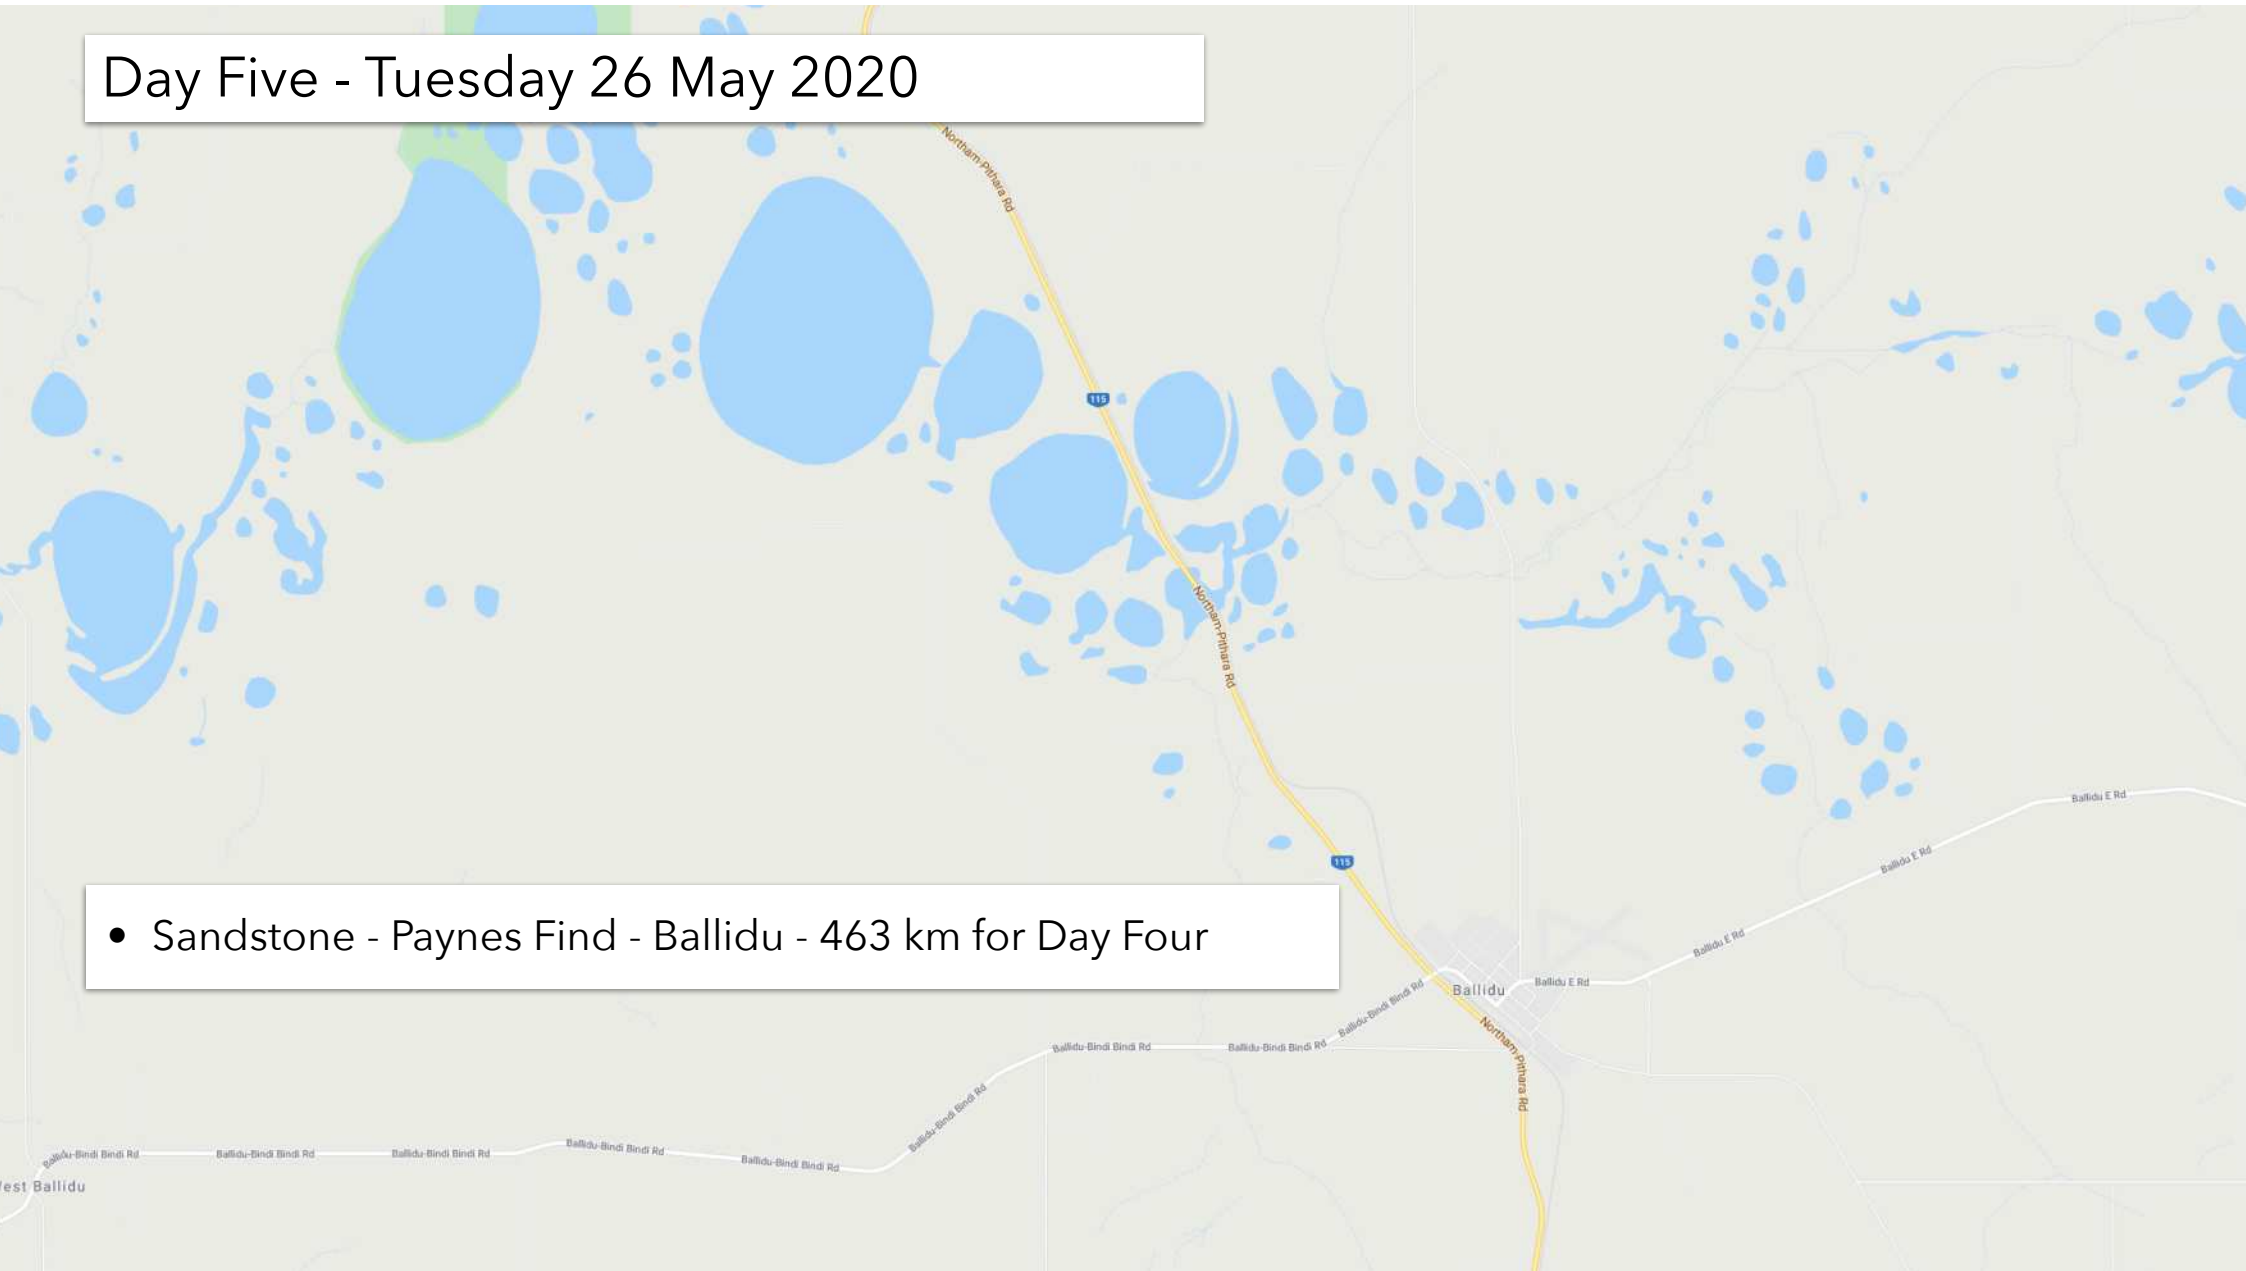 Day Five - Tuesday 26 May 2020
Northam-Pithara Rd
115
Northam-Pithara Rd
Ballidu E Rd
115
Ballidu E Rd
• Sandstone - Paynes Find - Ballidu - 463 km for Day Four
Ballidu E Rd
Ballidu E Rd
Ballidu
Ballidu-Bindi Bindi Rd
Northam-Pithara Rd
Ballidu-Bindi Bindi Rd
Ballidu-Bindi Bindi Rd
Ballidu-Bindi Bindi Rd
Ballidu-Bindi Bindi Rd
Ballidu-Bindi Bindi Rd
Ballidu-Bindi Bindi Rd
Ballidu-Bindi Bindi Rd
Ballidu-Bindi Bindi Rd
est Ballidu